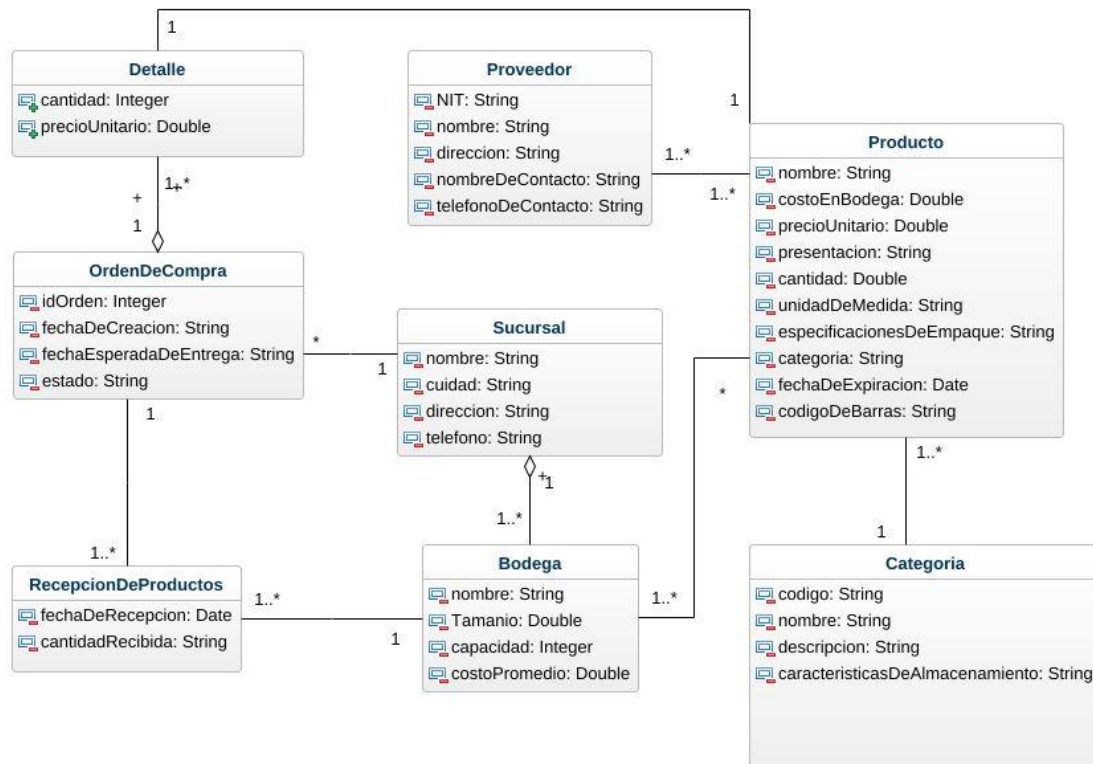 1
Detalle
cantidad: Integer
precioUnitario: Double
Proveedor
NIT: String
nombre: String
direccion: String
nombreDeContacto: String
telefonoDeContacto: String
1
Producto
nombre: String
costoEnBodega: Double
precioUnitario: Double
presentacion: String
cantidad: Double
unidadDeMedida: String
especificacionesDeEmpaque: String
categoria: String
fechaDeExpiracion: Date
codigoDeBarras: String
1..*
1..*
1..*
+
+
1
OrdenDeCompra
idOrden: Integer
fechaDeCreacion: String
fechaEsperadaDeEntrega: String
estado: String
*
1
Sucursal
nombre: String
cuidad: String
direccion: String
telefono: String
*
1
+
1
1..*
1..*
1
1..*
RecepcionDeProductos
fechaDeRecepcion: Date
cantidadRecibida: String
1..*
1
Bodega
nombre: String
Tamanio: Double
capacidad: Integer
costoPromedio: Double
1..*
Categoria
codigo: String
nombre: String
descripcion: String
caracteristicasDeAlmacenamiento: String